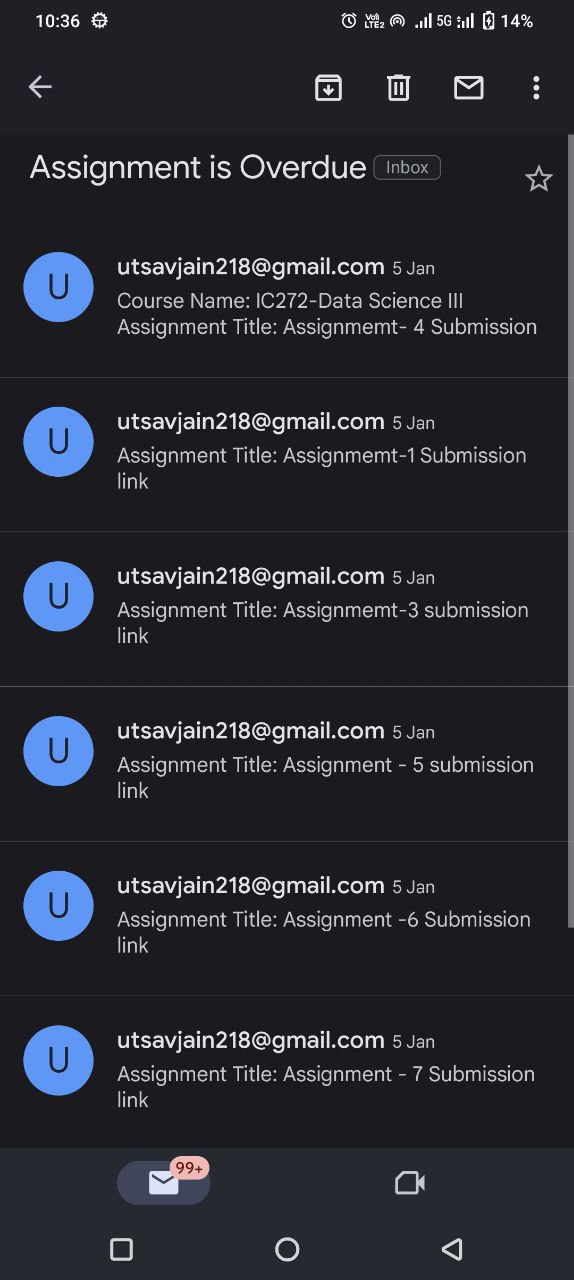 10:36 VoD LTE2 5G 14%
Assignment is Overdue Inbox
U
utsavjain218@gmail.com 5 Jan
Course Name: IC272-Data Science III
Assignment Title: Assignmemt- 4 Submission
U
utsavjain218@gmail.com 5 Jan
Assignment Title: Assignmemt-1 Submission
link
U
utsavjain218@gmail.com 5 Jan
Assignment Title: Assignmemt-3 submission
link
U
utsavjain218@gmail.com 5 Jan
Assignment Title: Assignment - 5 submission
link
U
utsavjain218@gmail.com 5 Jan
Assignment Title: Assignment -6 Submission
link
U
utsavjain218@gmail.com 5 Jan
Assignment Title: Assignment - 7 Submission
link
99+